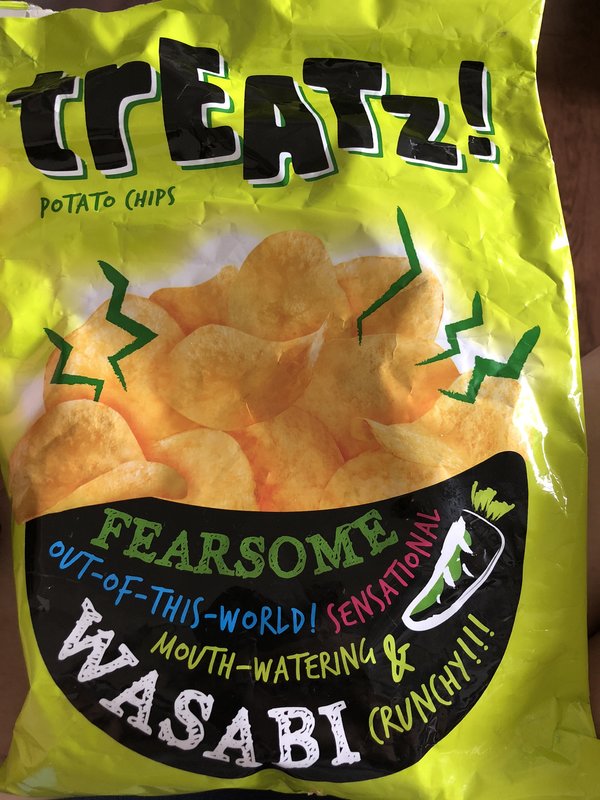 trEATz!
POTATO CHIPS
FEARSOME
OUT-OF-THIS-WORLD! SENSATIONAL
MOUTH-WATERING & CRUNCHY!!!
WASABI